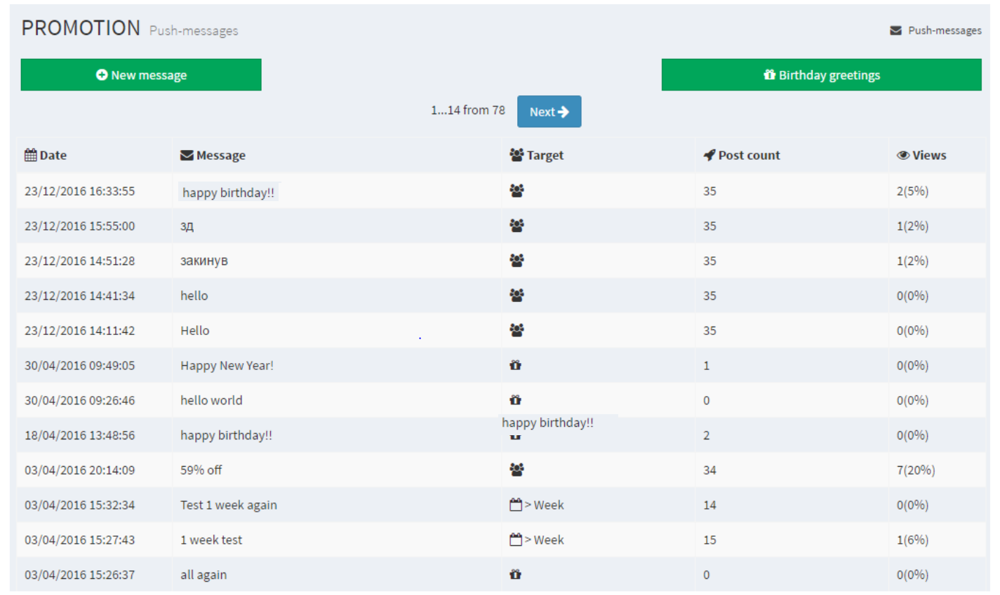 PROMOTION Push-messages
Push-messages
New message
Birthday greetings
1...14 from 78 Next
Date Message Target Post count Views
23/12/2016 16:33:55 happy birthday!! 35 2(5%)
23/12/2016 15:55:00 зд 35 1(2%)
23/12/2016 14:51:28 закинув 35 1(2%)
23/12/2016 14:41:34 hello 35 0(0%)
23/12/2016 14:11:42 Hello 35 0(0%)
30/04/2016 09:49:05 Happy New Year! 1 0(0%)
30/04/2016 09:26:46 hello world 0 0(0%)
happy birthday!!
18/04/2016 13:48:56 happy birthday!! 2 0(0%)
03/04/2016 20:14:09 59% off 34 7(20%)
03/04/2016 15:32:34 Test 1 week again > Week 14 0(0%)
03/04/2016 15:27:43 1 week test > Week 15 1(6%)
03/04/2016 15:26:37 all again 0 0(0%)